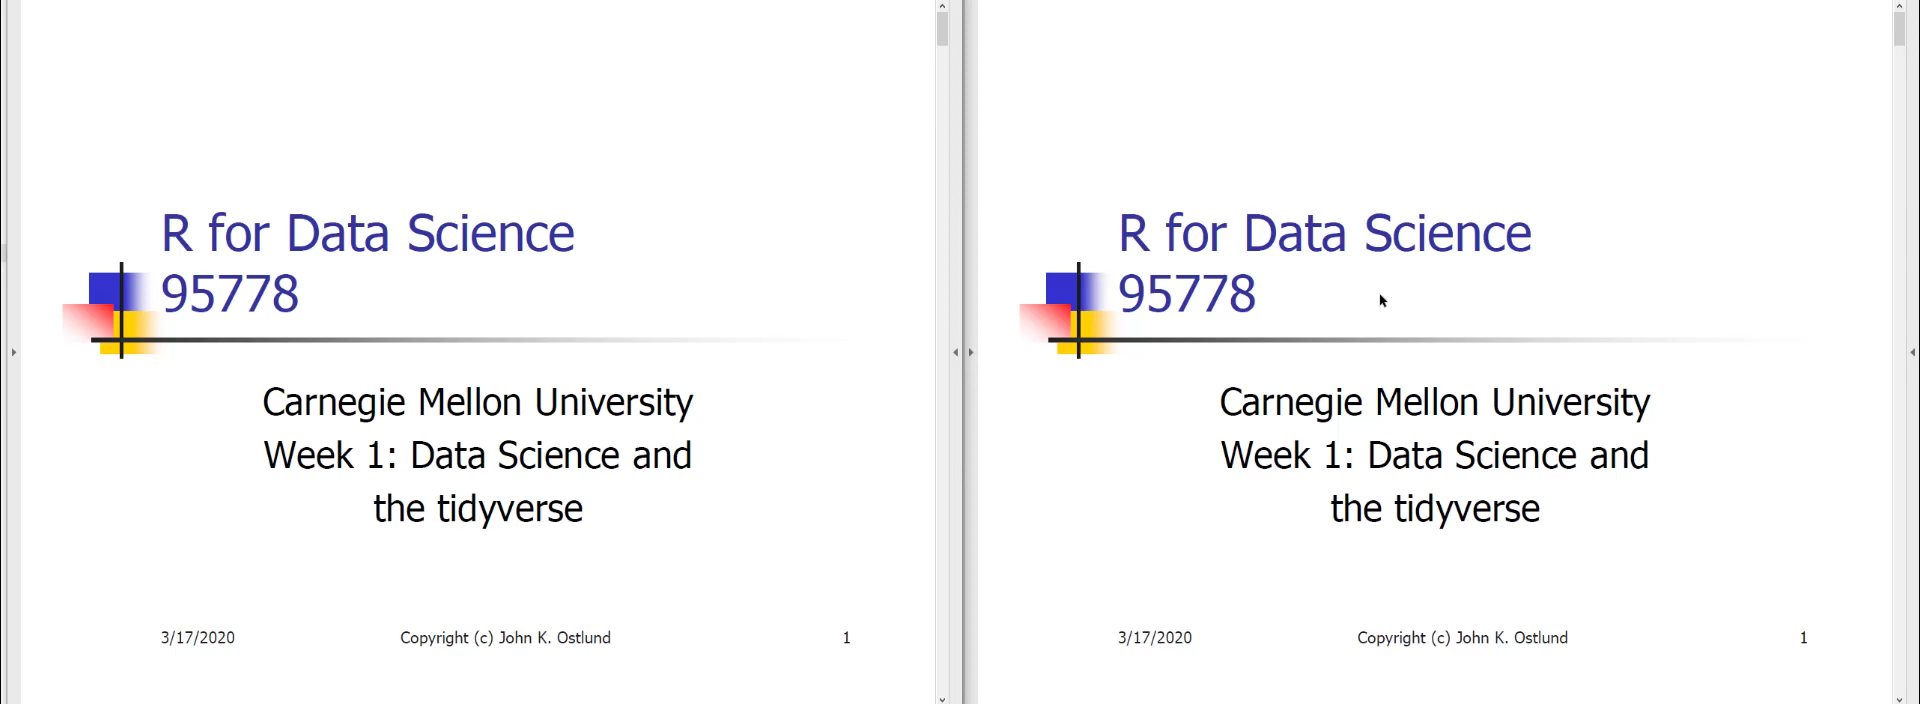 R for Data Science
95778
Carnegie Mellon University
Week 1: Data Science and
the tidyverse
3/17/2020 Copyright (c) John K. Ostlund 1
R for Data Science
95778
Carnegie Mellon University
Week 1: Data Science and
the tidyverse
3/17/2020 Copyright (c) John K. Ostlund 1